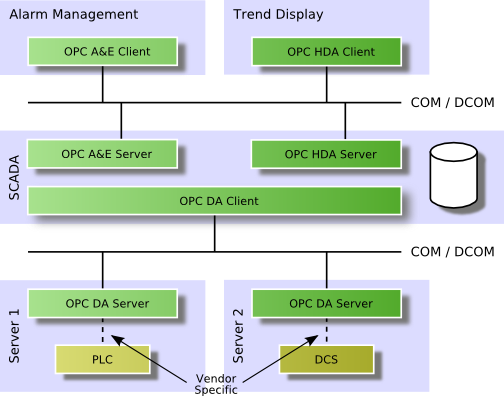 Alarm Management
Trend Display
OPC A&E Client
OPC HDA Client
COM / DCOM
SCADA
OPC A&E Server
OPC HDA Server
OPC DA Client
COM / DCOM
Server 1
OPC DA Server
Server 2
OPC DA Server
PLC
DCS
Vendor
Specific